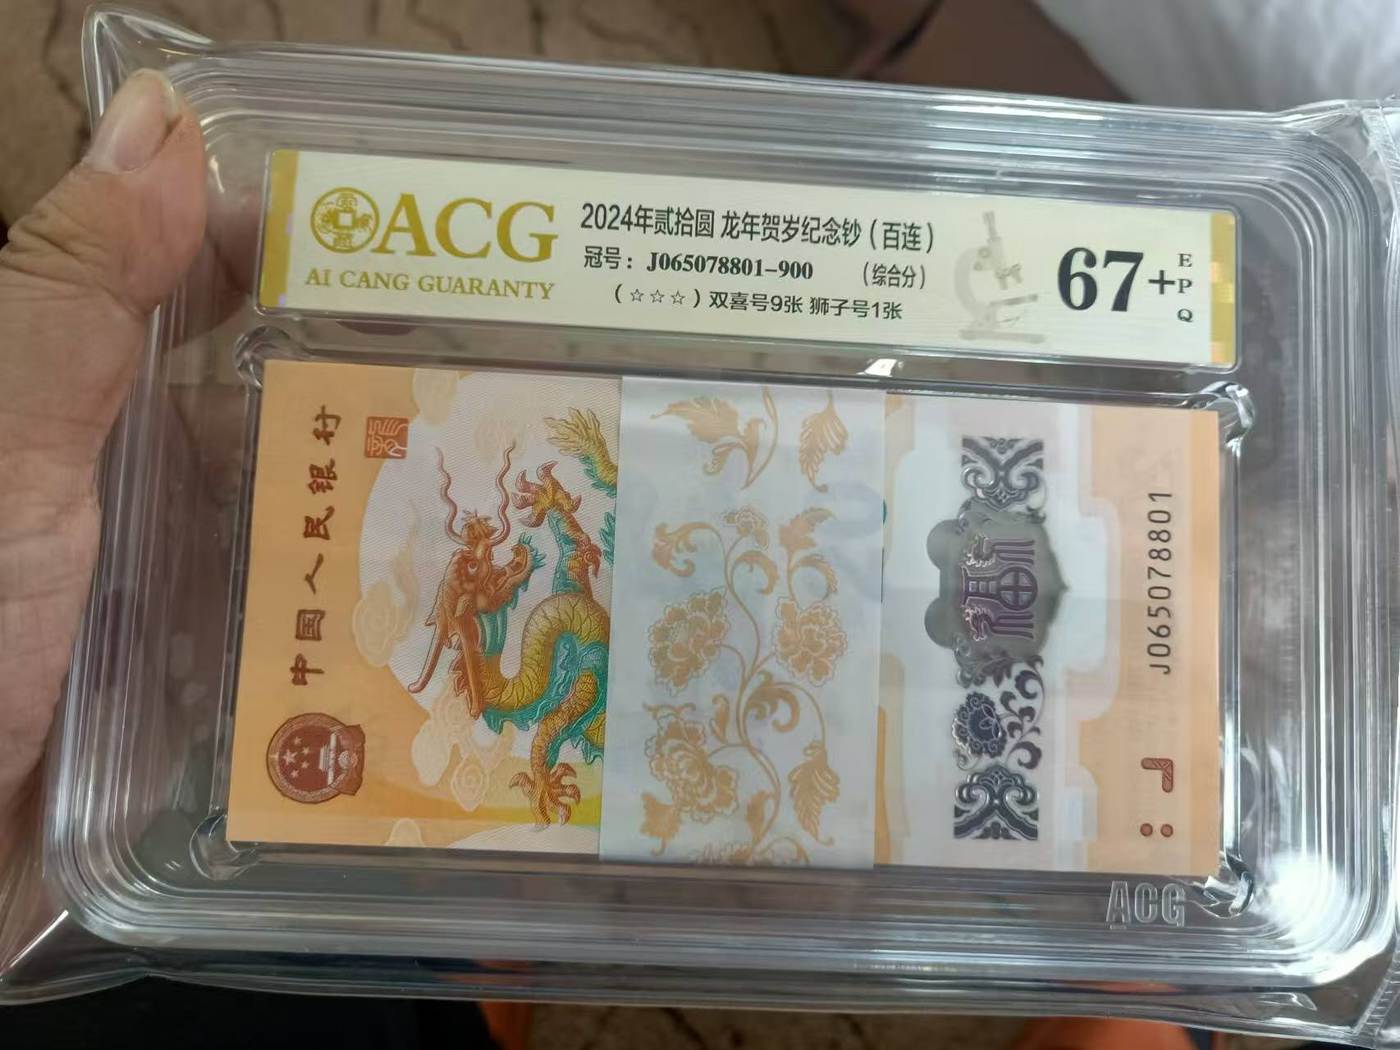 ACG
AI CANG GUARANTY
2024年贰拾圆 龙年贺岁纪念钞（百连）
冠号：J065078801-900 （综合分）
（☆☆☆）双喜号9张 狮子号1张
67+
EPQ
中国人民银行
福
J065078801
ACG